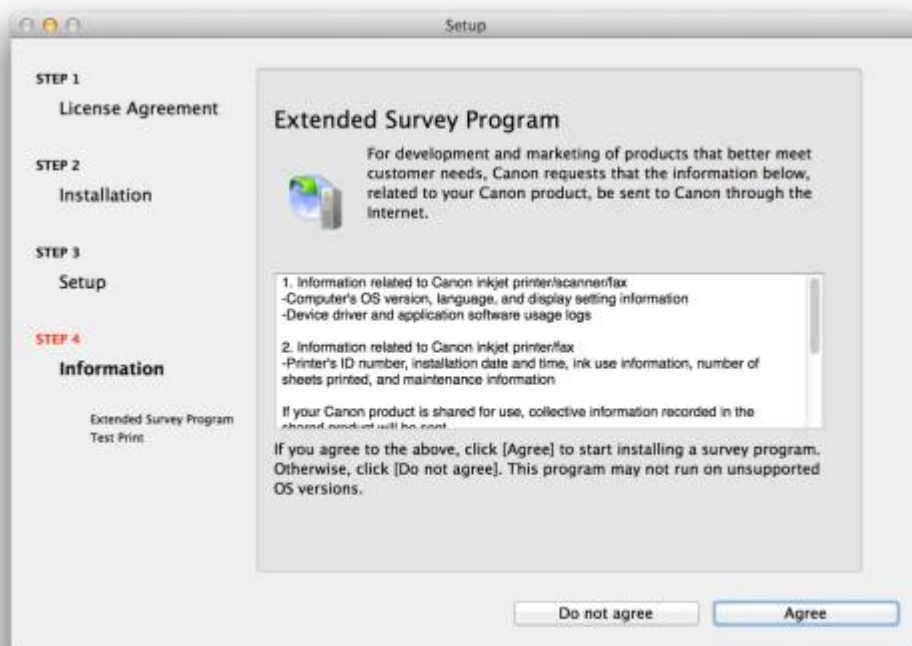 Setup
STEP 1
License Agreement
STEP 2
Installation
STEP 3
Setup
STEP 4
Information
Extended Survey Program
Test Print
Extended Survey Program
For development and marketing of products that better meet
customer needs, Canon requests that the information below,
related to your Canon product, be sent to Canon through the
Internet.
1. Information related to Canon inkjet printer/scanner/fax
-Computer's OS version, language, and display setting information
-Device driver and application software usage logs
2. Information related to Canon inkjet printer/fax
-Printer's ID number, installation date and time, ink use information, number of
sheets printed, and maintenance information
If your Canon product is shared for use, collective information recorded in the
shared product will be sent
If you agree to the above, click [Agree] to start installing a survey program.
Otherwise, click [Do not agree]. This program may not run on unsupported
OS versions.
Do not agree
Agree